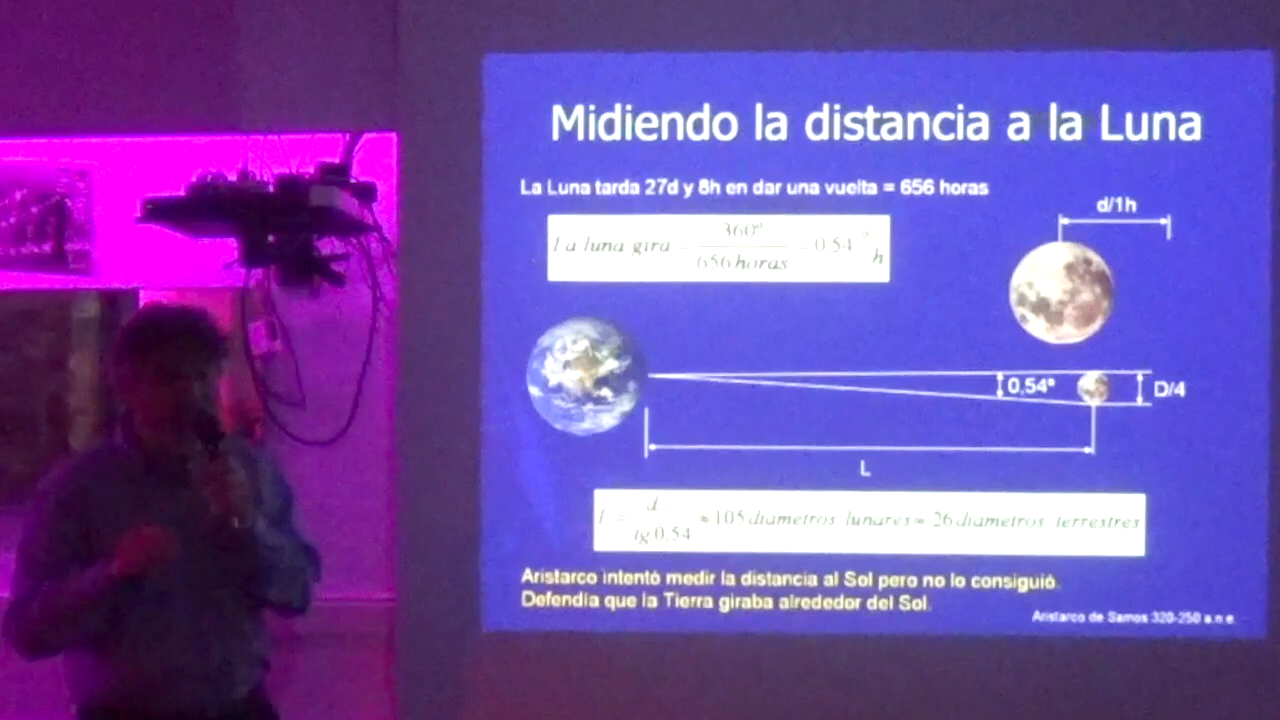 Midiendo la distancia a la Luna
La Luna tarda 27d y 8h en dar una vuelta = 656 horas
d/1h
La luna gira = 360º / 656 horas = 0.54 º/h
0,54º
D/4
L
L = d / tg 0.54 ≈ 105 diametros lunares ≈ 26 diametros terrestres
Aristarco intentó medir la distancia al Sol pero no lo consiguió.
Defendía que la Tierra giraba alrededor del Sol.
Aristarco de Samos 320-250 a.n.e.